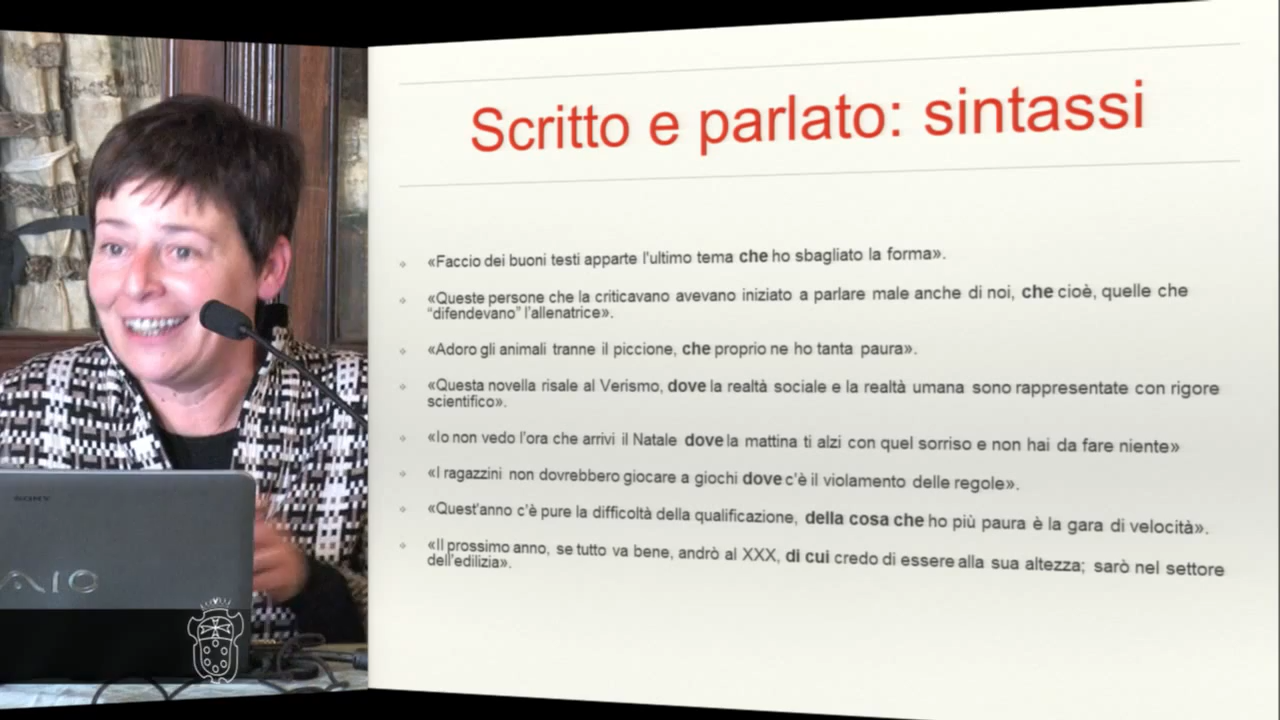 Scritto e parlato: sintassi
«Faccio dei buoni testi apparte l'ultimo tema che ho sbagliato la forma».
«Queste persone che la criticavano avevano iniziato a parlare male anche di noi, che cioè, quelle che
“difendevano” l'allenatrice».
«Adoro gli animali tranne il piccione, che proprio ne ho tanta paura».
«Questa novella risale al Verismo, dove la realtà sociale e la realtà umana sono rappresentate con rigore
scientifico».
«Io non vedo l'ora che arrivi il Natale dove la mattina ti alzi con quel sorriso e non hai da fare niente»
«I ragazzini non dovrebbero giocare a giochi dove c'è il violamento delle regole».
«Quest'anno c'è pure la difficoltà della qualificazione, della cosa che ho più paura è la gara di velocità».
«Il prossimo anno, se tutto va bene, andrò al XXX, di cui credo di essere alla sua altezza; sarò nel settore
dell'edilizia».
SONY
VAIO